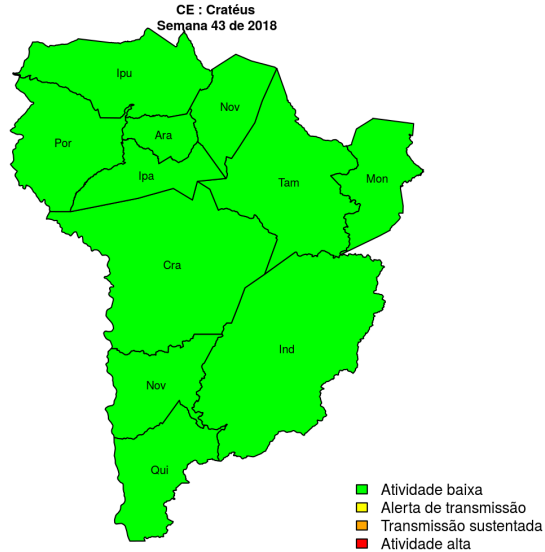 CE : Cratéus
Semana 43 de 2018
Ipu
Nov
Por
Ara
Ipa
Tam
Mon
Cra
Ind
Nov
Qui
Atividade baixa
Alerta de transmissão
Transmissão sustentada
Atividade alta